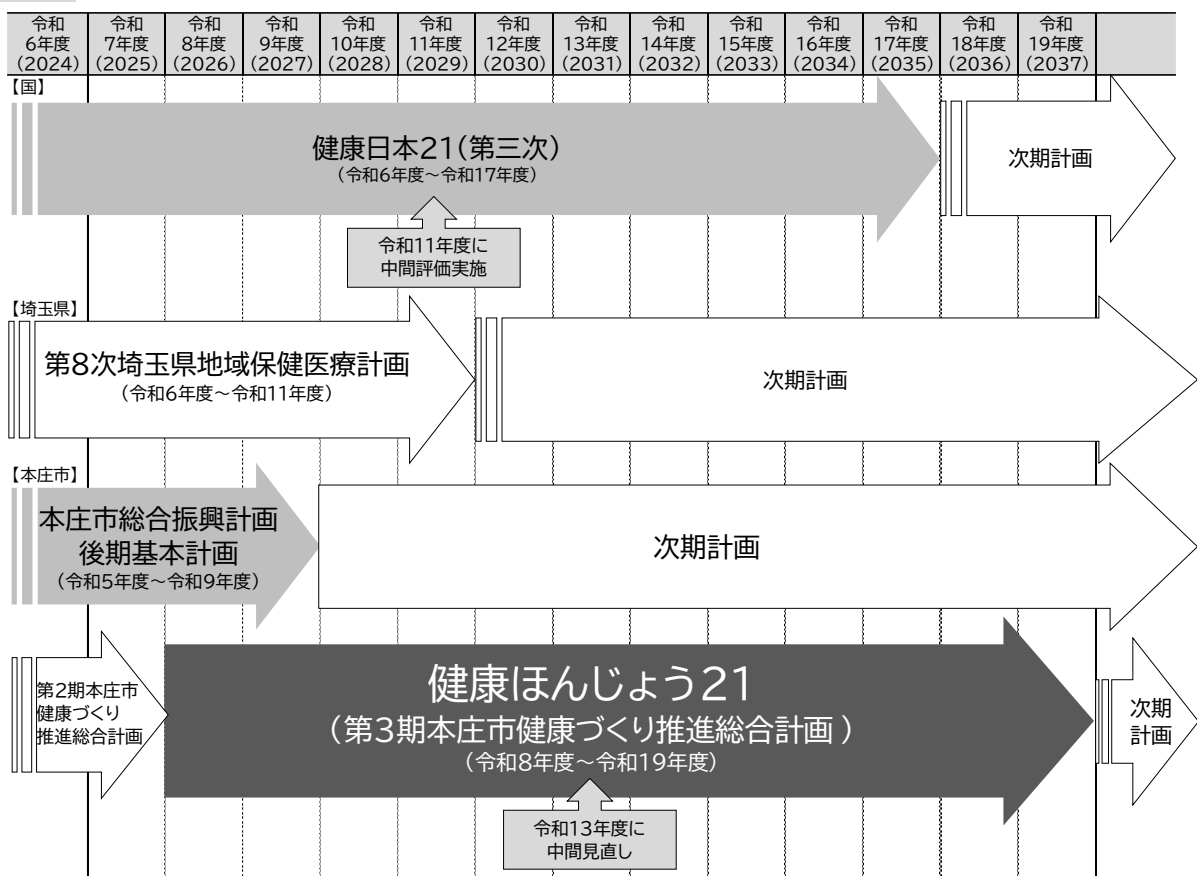 令和 令和 令和 令和 令和 令和 令和 令和 令和 令和 令和 令和 令和 令和
6年度 7年度 8年度 9年度 10年度 11年度 12年度 13年度 14年度 15年度 16年度 17年度 18年度 19年度
(2024) (2025) (2026) (2027) (2028) (2029) (2030) (2031) (2032) (2033) (2034) (2035) (2036) (2037)
【国】
健康日本21(第三次)
(令和6年度～令和17年度)
次期計画
令和11年度に
中間評価実施
【埼玉県】
第8次埼玉県地域保健医療計画
(令和6年度～令和11年度)
次期計画
【本庄市】
本庄市総合振興計画
後期基本計画
(令和5年度～令和9年度)
次期計画
第2期本庄市
健康づくり
推進総合計画
健康ほんじょう21
(第3期本庄市健康づくり推進総合計画 )
(令和8年度～令和19年度)
次期
計画
令和13年度に
中間見直し